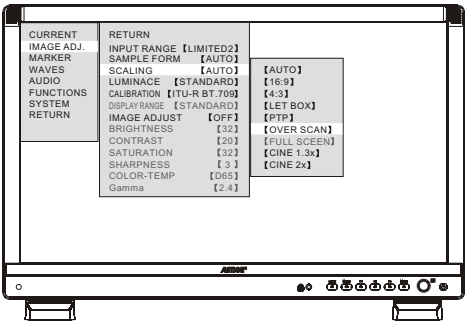 CURRENT
IMAGE ADJ.
MARKER
WAVES
AUDIO
FUNCTIONS
SYSTEM
RETURN
RETURN
INPUT RANGE【LIMITED2】
SAMPLE FORM 【AUTO】
SCALING 【AUTO】
LUMINACE 【STANDARD】
CALIBRATION【ITU-R BT.709】
DISPLAY RANGE 【STANDARD】
IMAGE ADJUST 【OFF】
BRIGHTNESS 【32】
CONTRAST 【20】
SATURATION 【32】
SHARPNESS 【 3 】
COLOR-TEMP 【D65】
Gamma 【2.4】
【AUTO】
【16:9】
【4:3】
【LET BOX】
【PTP】
【OVER SCAN】
【FULL SCEEN】
【CINE 1.3x】
【CINE 2x】